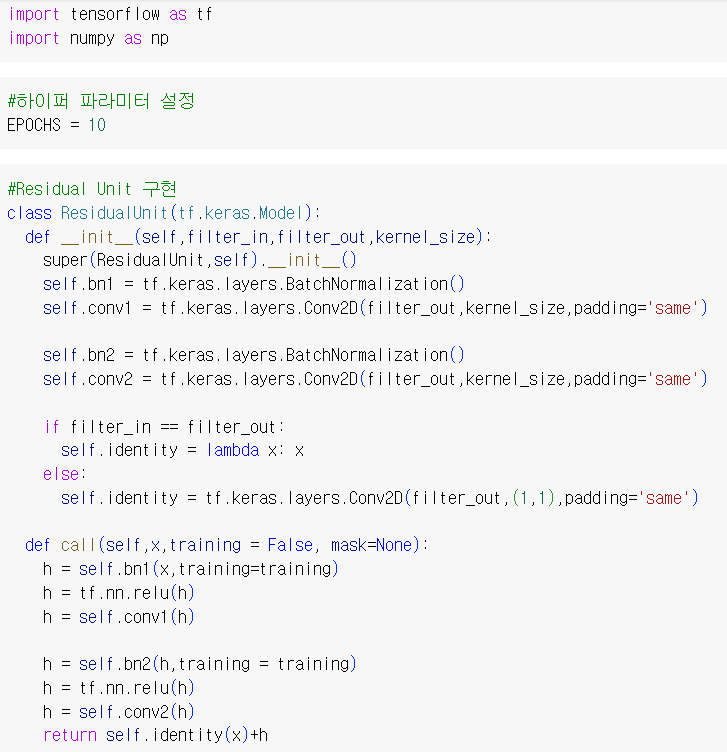 import tensorflow as tf
import numpy as np
#하이퍼 파라미터 설정
EPOCHS = 10
#Residual Unit 구현
class ResidualUnit(tf.keras.Model):
  def __init__(self,filter_in,filter_out,kernel_size):
    super(ResidualUnit,self).__init__()
    self.bn1 = tf.keras.layers.BatchNormalization()
    self.conv1 = tf.keras.layers.Conv2D(filter_out,kernel_size,padding='same')
    self.bn2 = tf.keras.layers.BatchNormalization()
    self.conv2 = tf.keras.layers.Conv2D(filter_out,kernel_size,padding='same')
    if filter_in == filter_out:
      self.identity = lambda x: x
    else:
      self.identity = tf.keras.layers.Conv2D(filter_out,(1,1),padding='same')
  def call(self,x,training = False, mask=None):
    h = self.bn1(x,training=training)
    h = tf.nn.relu(h)
    h = self.conv1(h)
    h = self.bn2(h,training = training)
    h = tf.nn.relu(h)
    h = self.conv2(h)
    return self.identity(x)+h